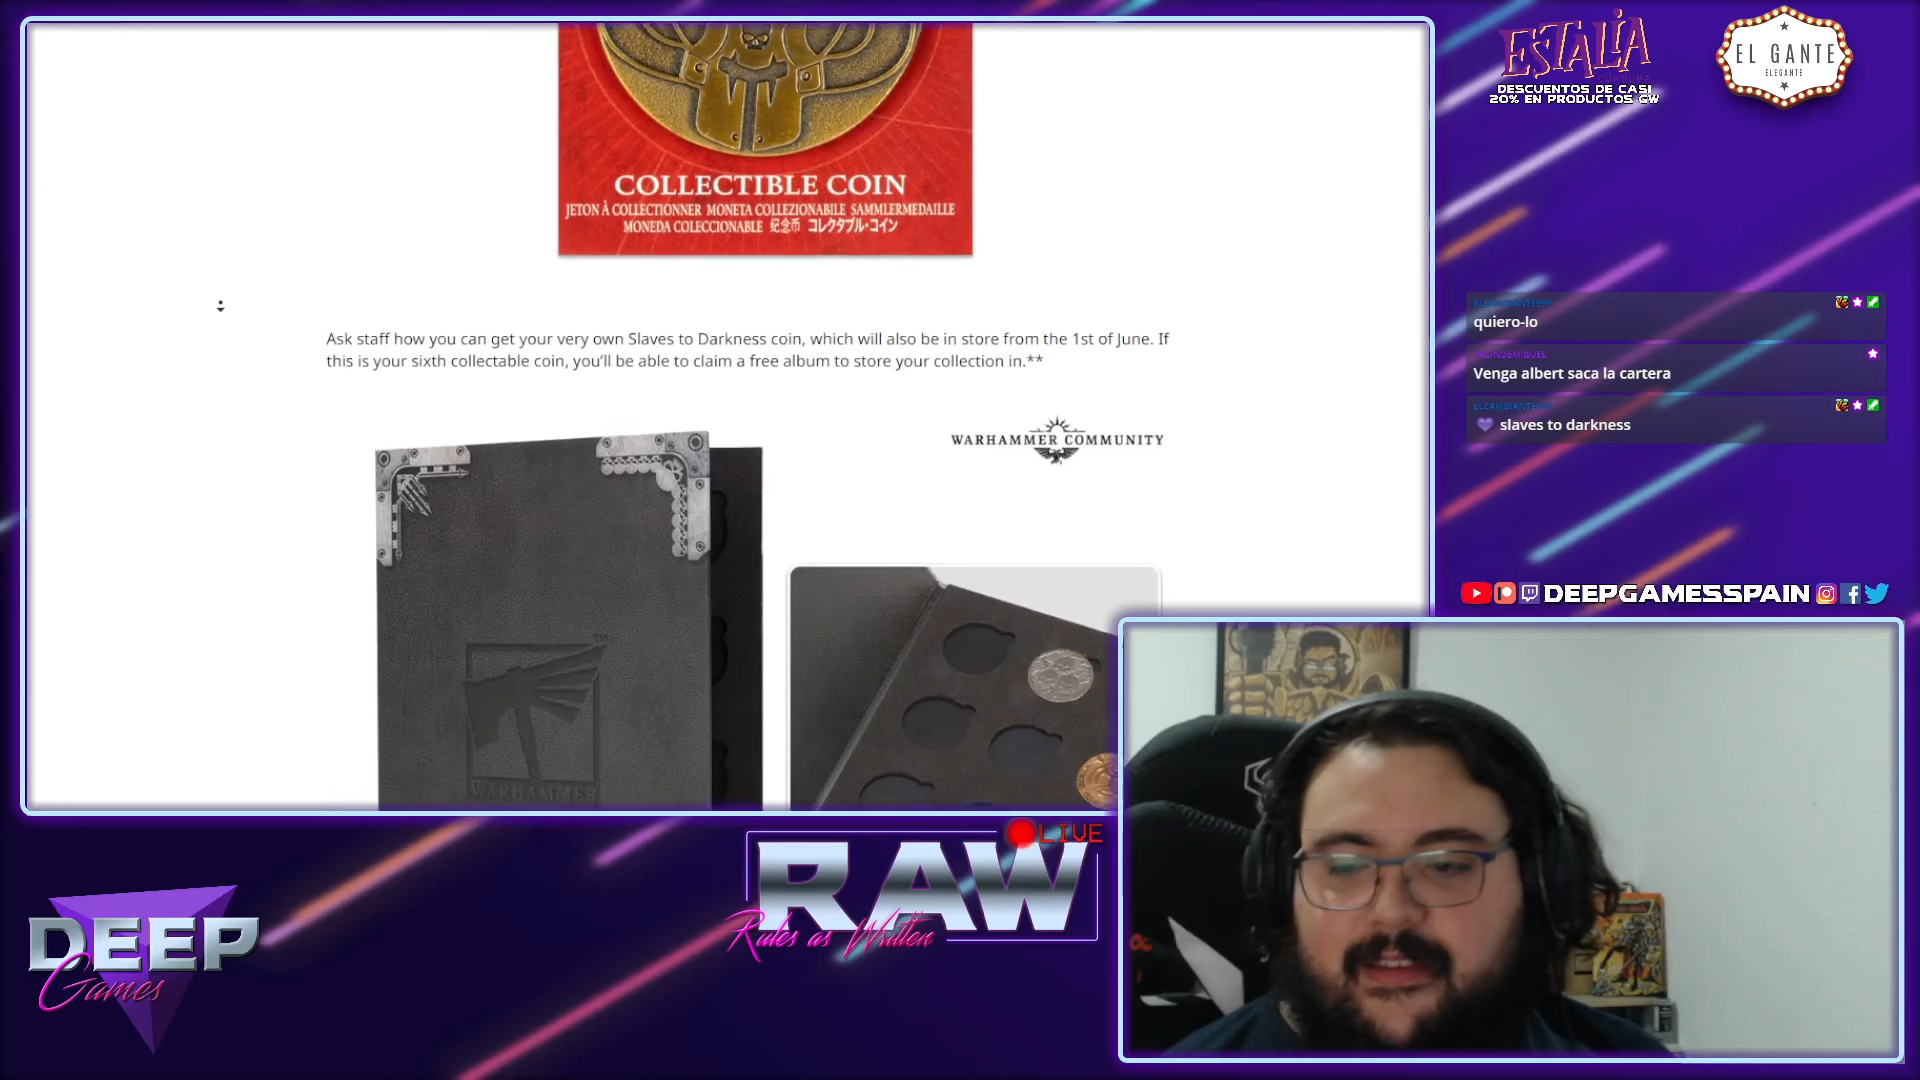 COLLECTIBLE COIN
JETON À COLLECTIONNER MONETA COLLEZIONABILE SAMMLERMEDAILLE
MONEDA COLECCIONABLE 纪念币 コレクタブル・コイン
Ask staff how you can get your very own Slaves to Darkness coin, which will also be in store from the 1st of June. If
this is your sixth collectable coin, you'll be able to claim a free album to store your collection in.**
WARHAMMER COMMUNITY
TM
WARHAMMER
ESTALIA
DESCUENTOS DE CASI
20% EN PRODUCTOS GW
EL GANTE
ELEGANTE
ELCAMBIANTE999
quiero-lo
Venga albert saca la cartera
slaves to darkness
DEEPGAMESSPAIN
LIVE
RAW
Rules as Written
DEEP
Games